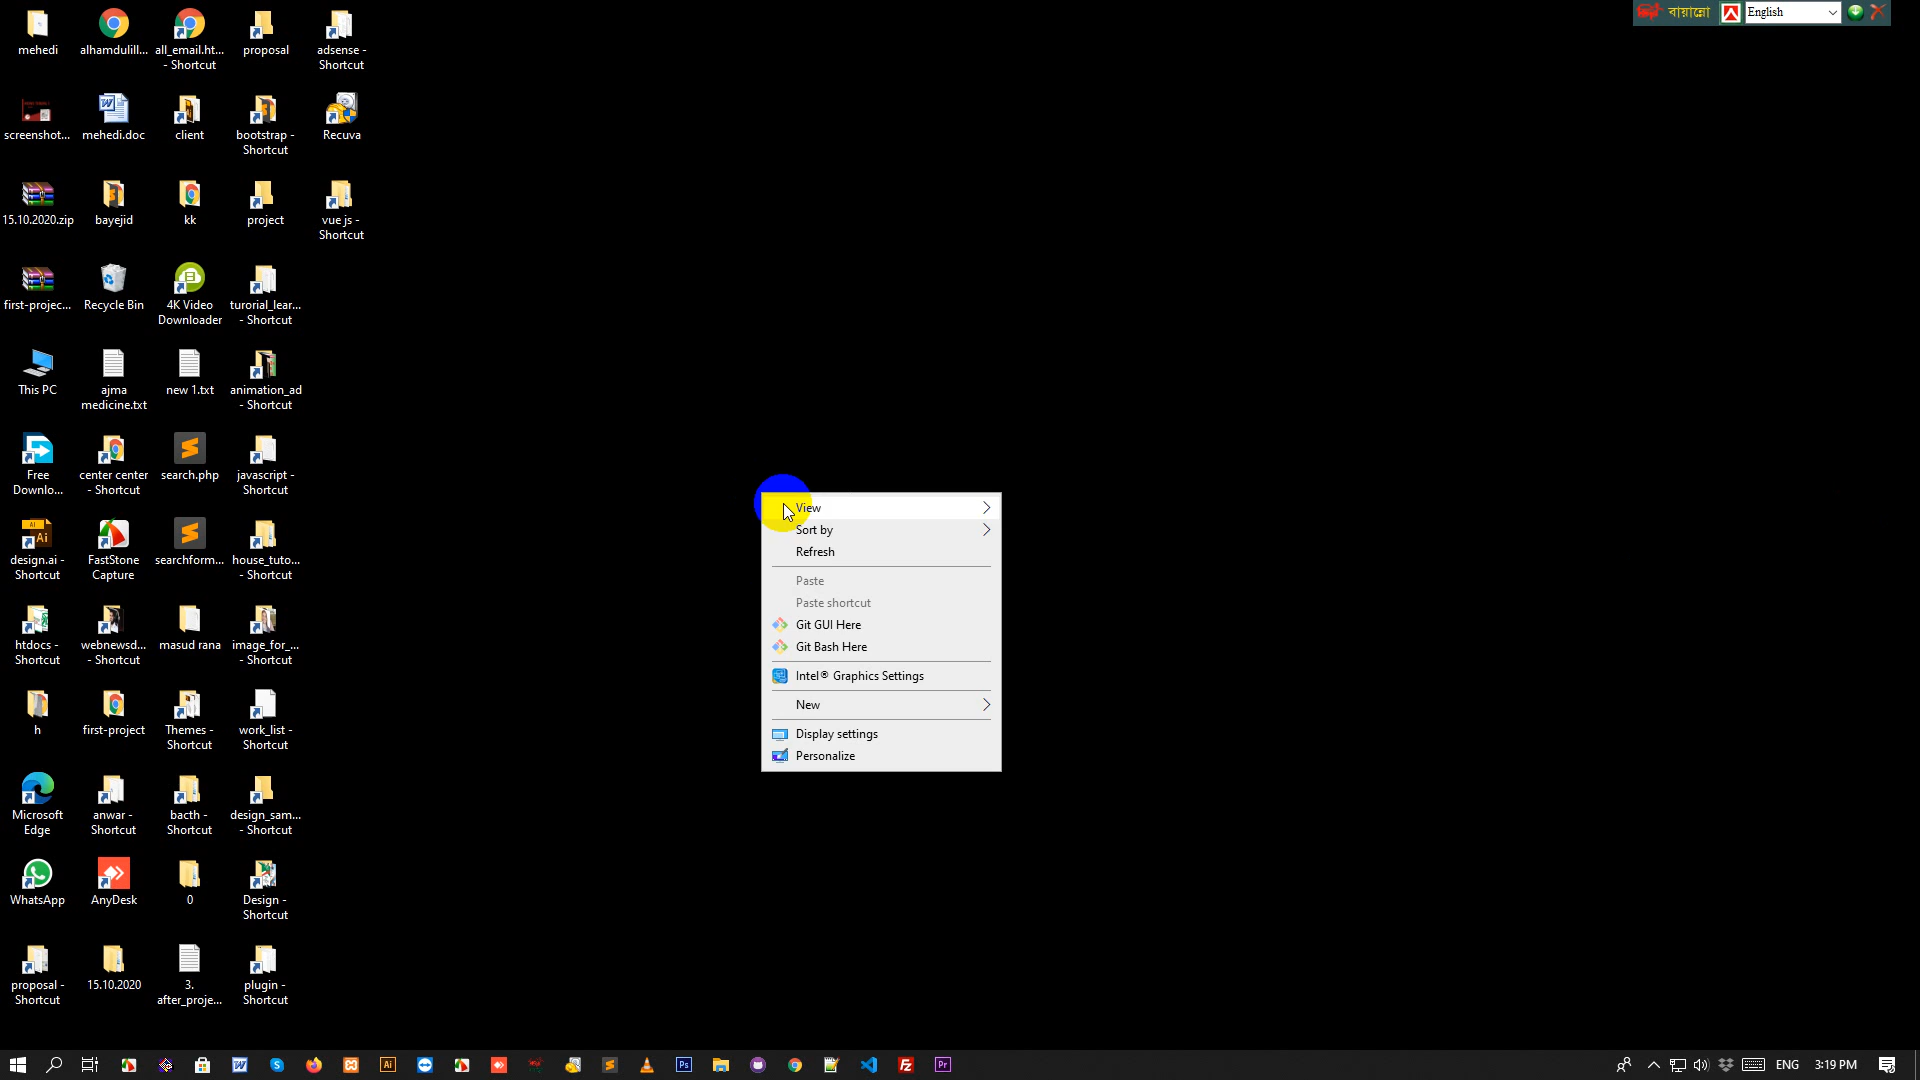 mehedi
alhamdulill...
all_email.ht...
- Shortcut
proposal
adsense -
Shortcut
screenshot...
mehedi.doc
client
bootstrap -
Shortcut
Recuva
15.10.2020.zip
bayejid
kk
project
vue js -
Shortcut
first-projec...
Recycle Bin
4K Video
Downloader
turorial_lear...
- Shortcut
This PC
ajma
medicine.txt
new 1.txt
animation_ad
- Shortcut
Free
Downlo...
center center
- Shortcut
search.php
javascript -
Shortcut
design.ai -
Shortcut
FastStone
Capture
searchform...
house_tuto...
- Shortcut
htdocs -
Shortcut
webnewsd...
- Shortcut
masud rana
image_for_...
- Shortcut
h
first-project
Themes -
Shortcut
work_list -
Shortcut
Microsoft
Edge
anwar -
Shortcut
bacth -
Shortcut
design_sam...
- Shortcut
WhatsApp
AnyDesk
0
Design -
Shortcut
proposal -
Shortcut
15.10.2020
3.
after_proje...
plugin -
Shortcut
বায়ান্নো
English
View
Sort by
Refresh
Paste
Paste shortcut
Git GUI Here
Git Bash Here
Intel® Graphics Settings
New
Display settings
Personalize
ENG
3:19 PM